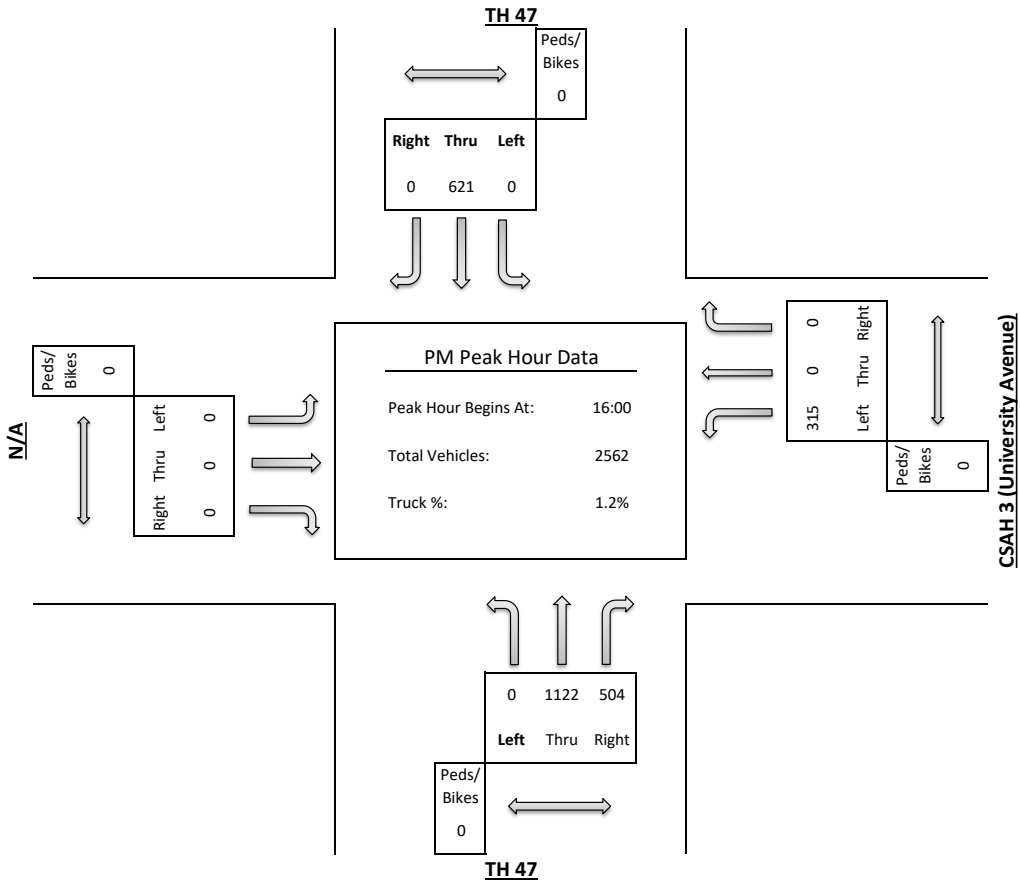 TH 47
Peds/
Bikes
0
Right Thru Left
0 621 0
N/A
Peds/
Bikes
0
Right Thru Left
0 0 0
PM Peak Hour Data
Peak Hour Begins At: 16:00
Total Vehicles: 2562
Truck %: 1.2%
315 0 0
Left Thru Right
Peds/
Bikes
0
CSAH 3 (University Avenue)
0 1122 504
Left Thru Right
Peds/
Bikes
0
TH 47